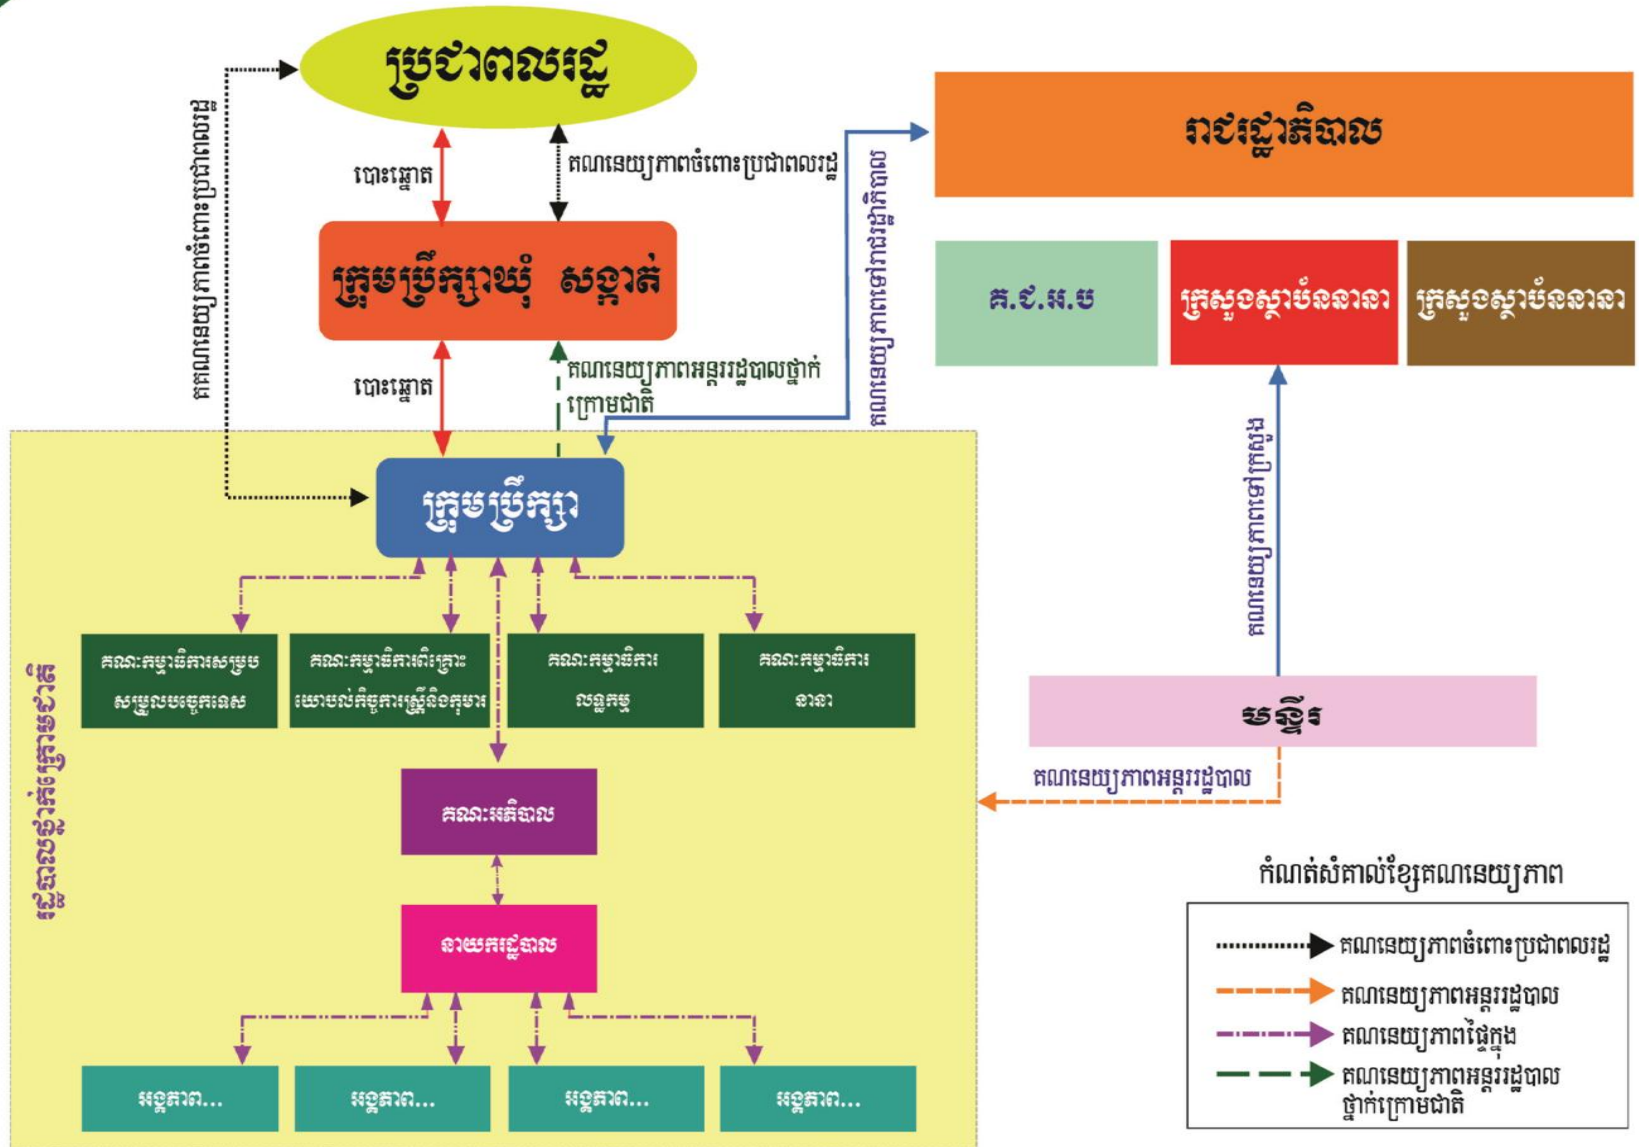 ប្រជាពលរដ្ឋ
គគណនេយ្យភាពចំពោះប្រជាពលរដ្ឋ
បោះឆ្នោត
គណនេយ្យភាពចំពោះប្រជាពលរដ្ឋ
ក្រុមប្រឹក្សាឃុំ សង្កាត់
បោះឆ្នោត
គណនេយ្យភាពអន្តររដ្ឋបាលថ្នាក់
ក្រោមជាតិ
គណនេយ្យភាពទៅរាជរដ្ឋាភិបាល
រាជរដ្ឋាភិបាល
គ.ជ.អ.ប
ក្រសួងស្ថាប័ននានា
ក្រសួងស្ថាប័ននានា
គណនេយ្យភាពទៅក្រសួង
មន្ទីរ
គណនេយ្យភាពអន្តររដ្ឋបាល
រដ្ឋបាលថ្នាក់ក្រោមជាតិ
ក្រុមប្រឹក្សា
គណៈកម្មាធិការសម្រប
សម្រួលបច្ចេកទេស
គណៈកម្មាធិការពិគ្រោះ
យោបល់កិច្ចការស្ត្រីនិងកុមារ
គណៈកម្មាធិការ
លទ្ធកម្ម
គណៈកម្មាធិការ
នានា
គណៈអភិបាល
នាយករដ្ឋបាល
អង្គភាព...
អង្គភាព...
អង្គភាព...
អង្គភាព...
កំណត់សំគាល់ខ្សែគណនេយ្យភាព
គណនេយ្យភាពចំពោះប្រជាពលរដ្ឋ
គណនេយ្យភាពអន្តររដ្ឋបាល
គណនេយ្យភាពផ្ទៃក្នុង
គណនេយ្យភាពអន្តររដ្ឋបាល
ថ្នាក់ក្រោមជាតិ